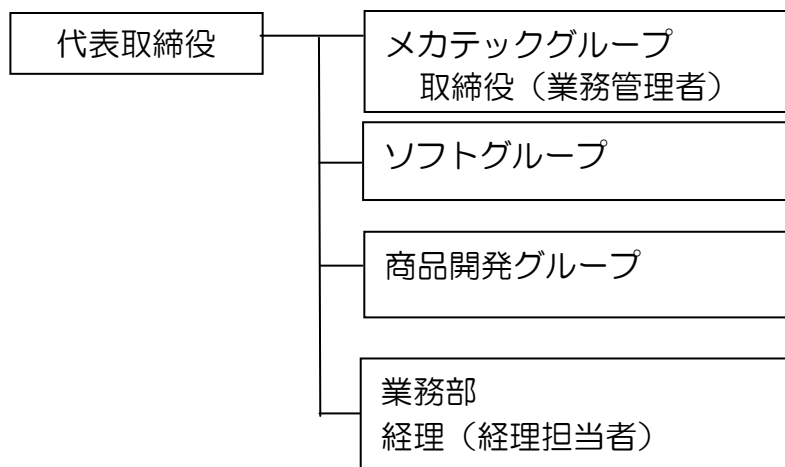 代表取締役
メカテックグループ
取締役（業務管理者）
ソフトグループ
商品開発グループ
業務部
経理（経理担当者）